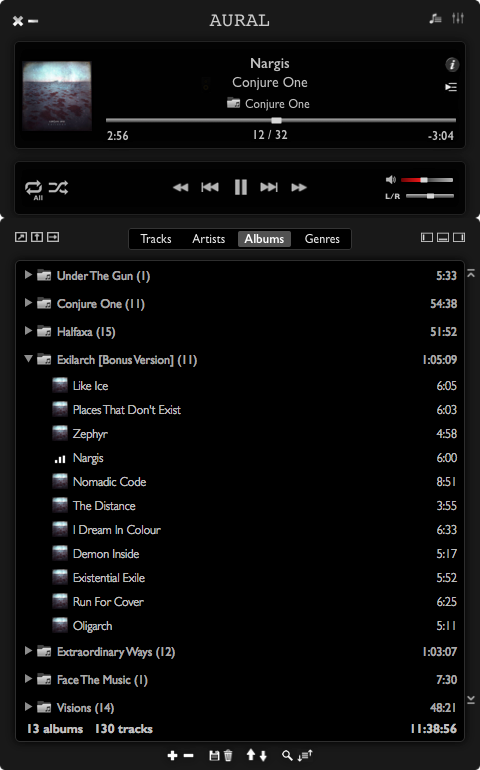 AURAL
Nargis
Conjure One
Conjure One
2:56 12 / 32 -3:04
All
L/R
Tracks Artists Albums Genres
Under The Gun (1) 5:33
Conjure One (11) 54:38
Halfaxa (15) 51:52
Exilarch [Bonus Version] (11) 1:05:09
Like Ice 6:05
Places That Don't Exist 6:03
Zephyr 4:58
Nargis 6:00
Nomadic Code 8:51
The Distance 3:55
I Dream In Colour 6:33
Demon Inside 5:17
Existential Exile 5:52
Run For Cover 6:25
Oligarch 5:11
Extraordinary Ways (12) 1:03:07
Face The Music (1) 7:30
Visions (14) 48:21
13 albums 130 tracks 11:38:56